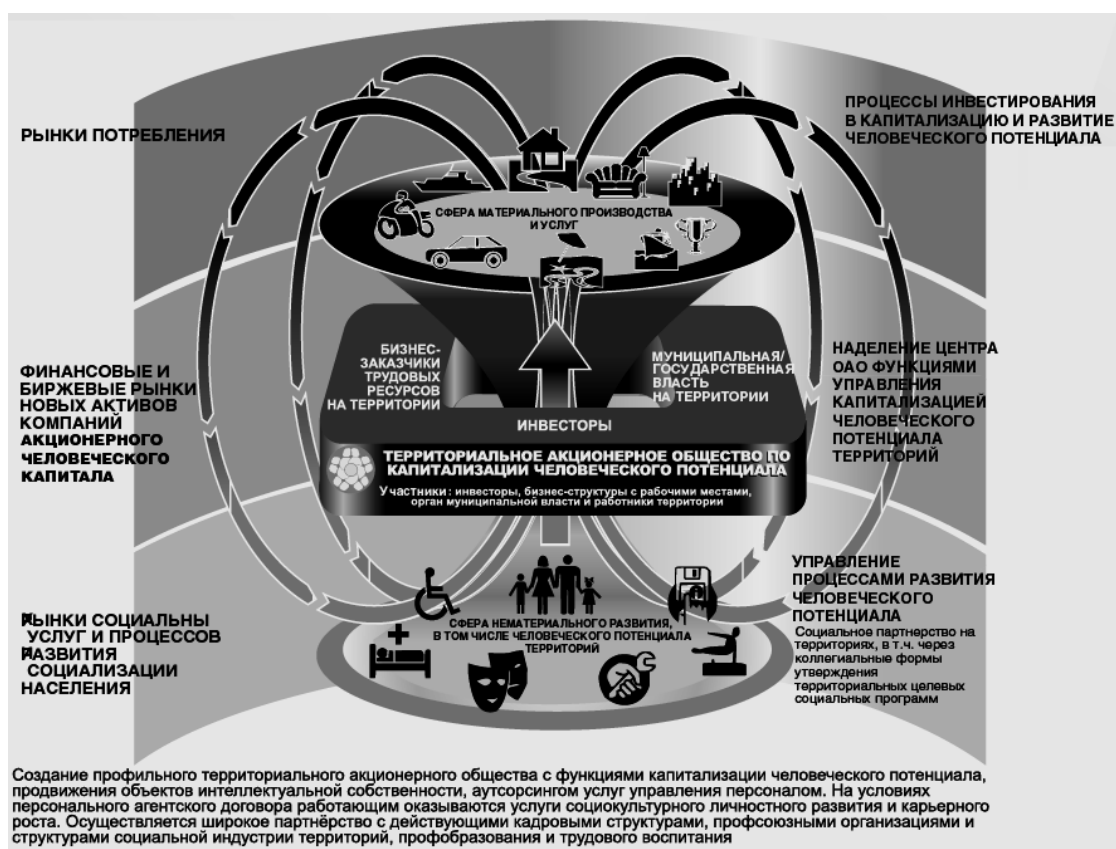 РЫНКИ ПОТРЕБЛЕНИЯ
ПРОЦЕССЫ ИНВЕСТИРОВАНИЯ
В КАПИТАЛИЗАЦИЮ И РАЗВИТИЕ
ЧЕЛОВЕЧЕСКОГО ПОТЕНЦИАЛА
СФЕРА МАТЕРИАЛЬНОГО ПРОИЗВОДСТВА
И УСЛУГ
ФИНАНСОВЫЕ И
БИРЖЕВЫЕ РЫНКИ
НОВЫХ АКТИВОВ
КОМПАНИЙ
АКЦИОНЕРНОГО
ЧЕЛОВЕЧЕСКОГО
КАПИТАЛА
БИЗНЕС-
ЗАКАЗЧИКИ
ТРУДОВЫХ
РЕСУРСОВ
НА ТЕРРИТОРИИ
МУНИЦИПАЛЬНАЯ/
ГОСУДАРСТВЕННАЯ
ВЛАСТЬ
НА ТЕРРИТОРИИ
НАДЕЛЕНИЕ ЦЕНТРА
ОАО ФУНКЦИЯМИ
УПРАВЛЕНИЯ
КАПИТАЛИЗАЦИЕЙ
ЧЕЛОВЕЧЕСКОГО
ПОТЕНЦИАЛА
ТЕРРИТОРИЙ
ИНВЕСТОРЫ
ТЕРРИТОРИАЛЬНОЕ АКЦИОНЕРНОЕ ОБЩЕСТВО ПО
КАПИТАЛИЗАЦИИ ЧЕЛОВЕЧЕСКОГО ПОТЕНЦИАЛА
Участники: инвесторы, бизнес-структуры с рабочими местами,
орган муниципальной власти и работники территории
РЫНКИ СОЦИАЛЬНЫ
УСЛУГ И ПРОЦЕССОВ
РАЗВИТИЯ
СОЦИАЛИЗАЦИИ
НАСЕЛЕНИЯ
СФЕРА НЕМАТЕРИАЛЬНОГО РАЗВИТИЯ,
В ТОМ ЧИСЛЕ ЧЕЛОВЕЧЕСКОГО ПОТЕНЦИАЛА
ТЕРРИТОРИЙ
УПРАВЛЕНИЕ
ПРОЦЕССАМИ РАЗВИТИЯ
ЧЕЛОВЕЧЕСКОГО
ПОТЕНЦИАЛА
Социальное партнерство на
территориях, в т.ч. через
коллегиальные формы
утверждения
территориальных целевых
социальных программ
Создание профильного территориального акционерного общества с функциями капитализации человеческого потенциала,
продвижения объектов интеллектуальной собственности, аутсорсингом услуг управления персоналом. На условиях
персонального агентского договора работающим оказываются услуги социокультурного личностного развития и карьерного
роста. Осуществляется широкое партнёрство с действующими кадровыми структурами, профсоюзными организациями и
структурами социальной индустрии территорий, профобразования и трудового воспитания